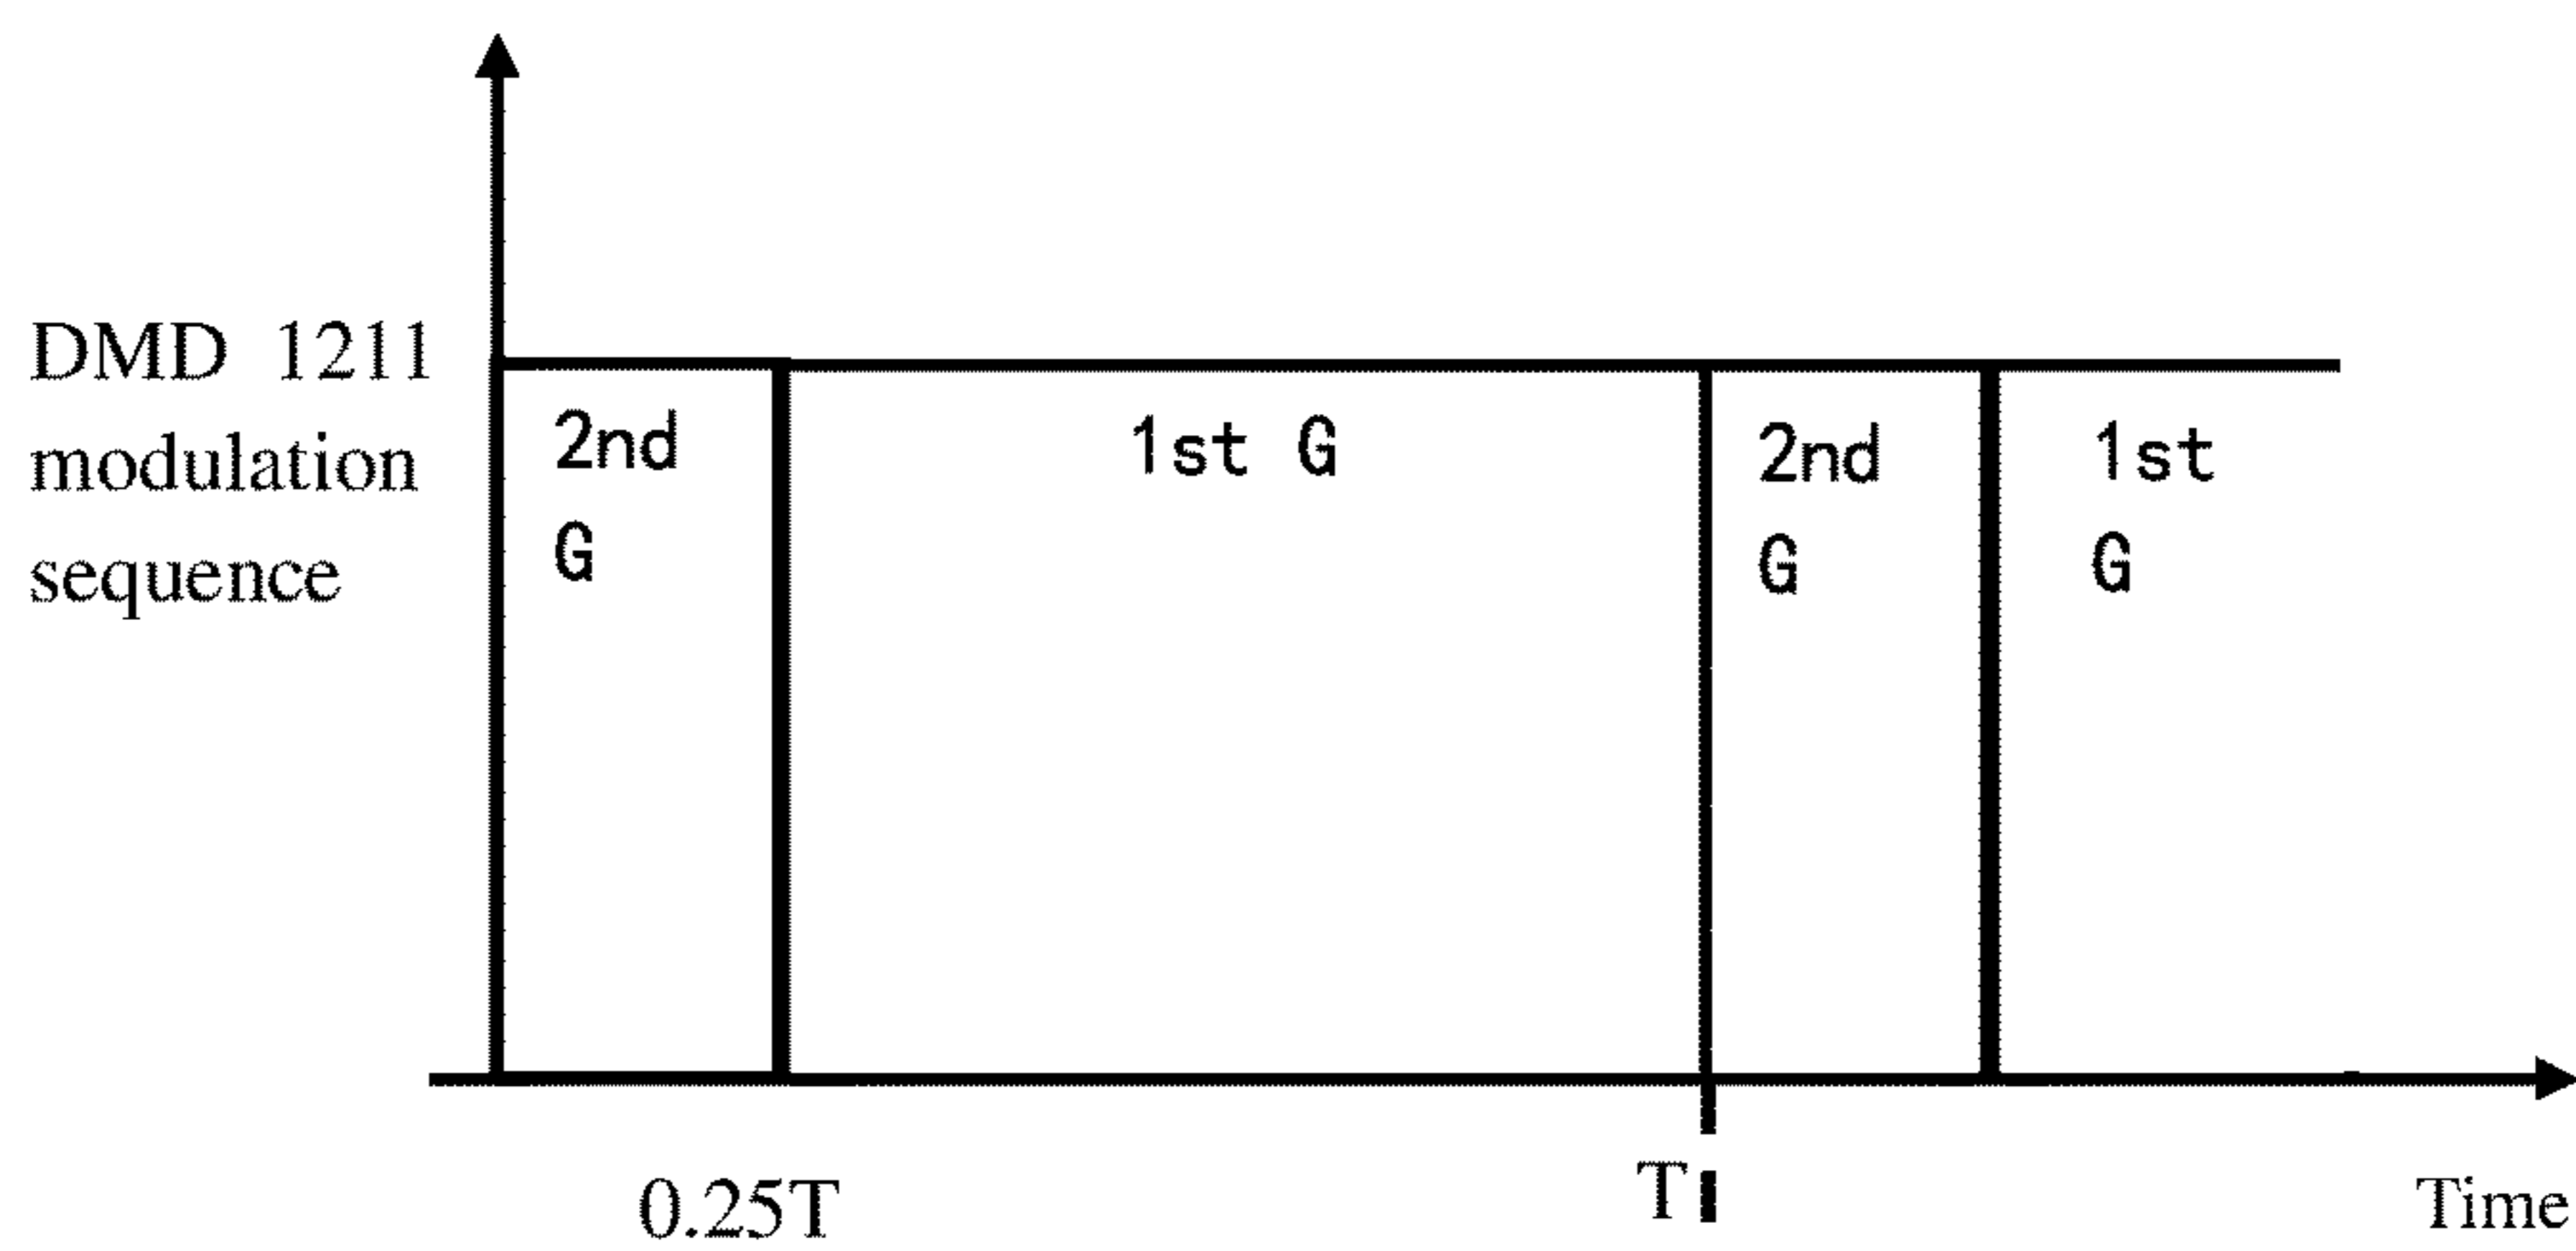 DMD 1211
modulation
sequence
2nd
G
1st G
2nd
G
1st
G
0.25T
T
Time